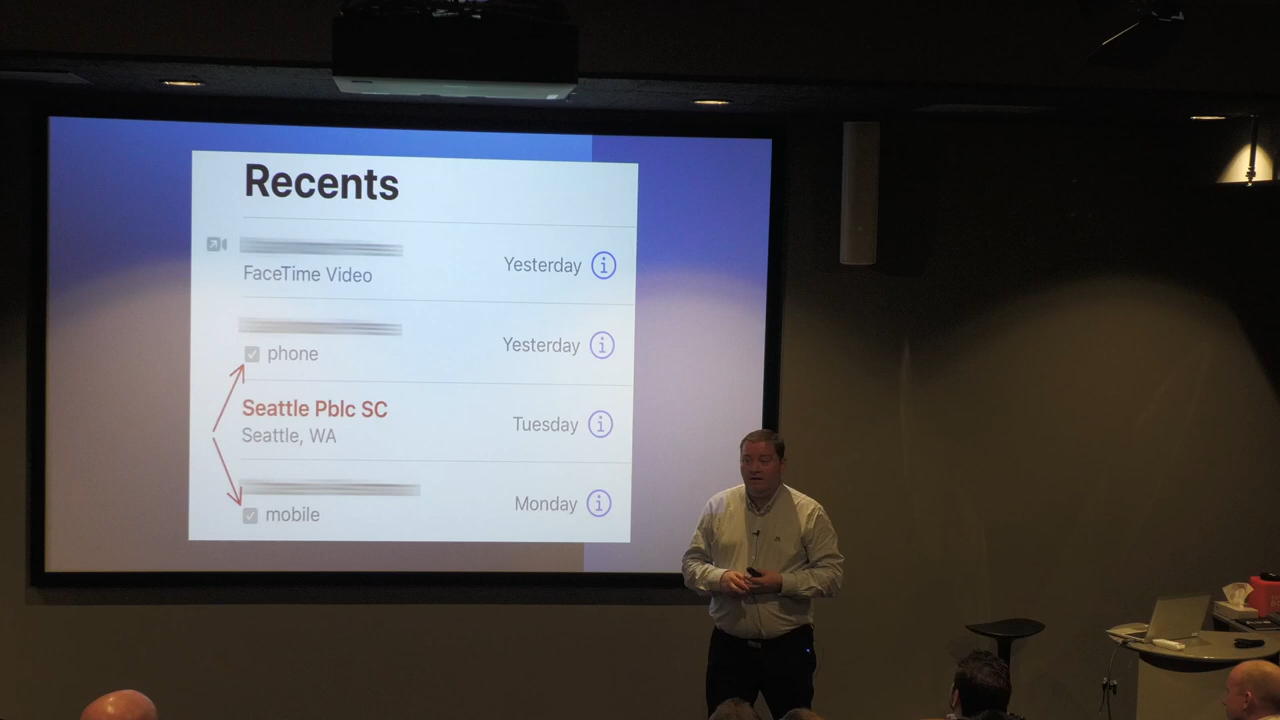 Recents
FaceTime Video
Yesterday
phone
Yesterday
Seattle Pblc SC
Seattle, WA
Tuesday
mobile
Monday